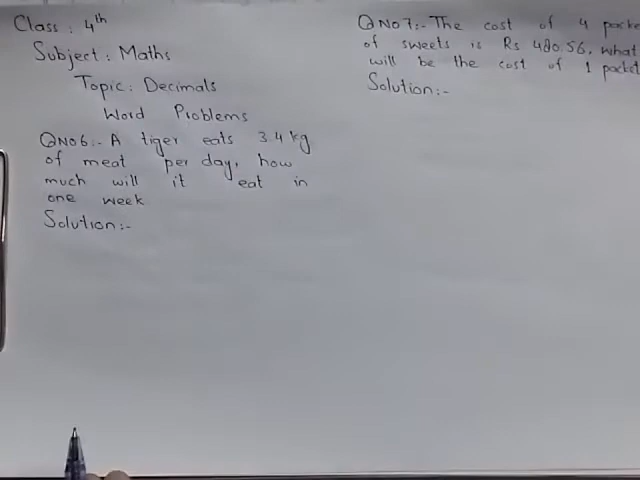 Class : 4th
Subject : Maths
Topic : Decimals
Word Problems
QNo6:- A tiger eats 3.4 kg
of meat per day, how
much will it eat in
one week
Solution:-
QNo7:- The cost of 4 packe
of sweets is Rs 480.56, what
will be the cost of 1 packet
Solution:-